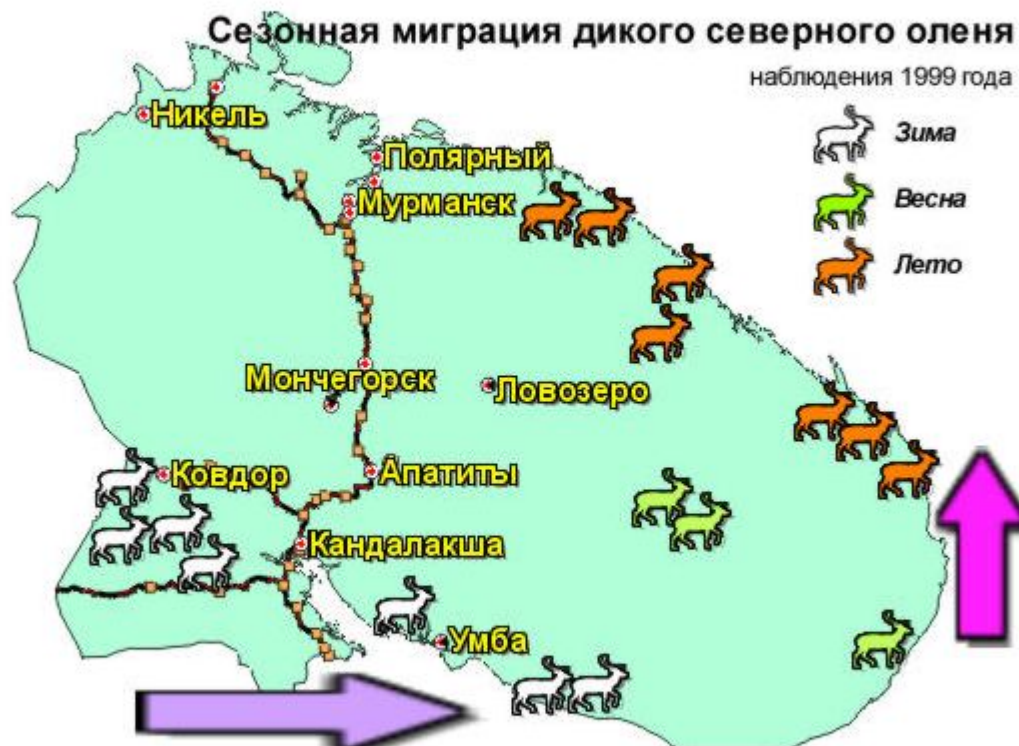 Сезонная миграция дикого северного оленя
наблюдения 1999 года
Зима
Весна
Лето
Никель
Полярный
Мурманск
Мончегорск
Ловозеро
Ковдор
Апатиты
Кандалакша
Умба